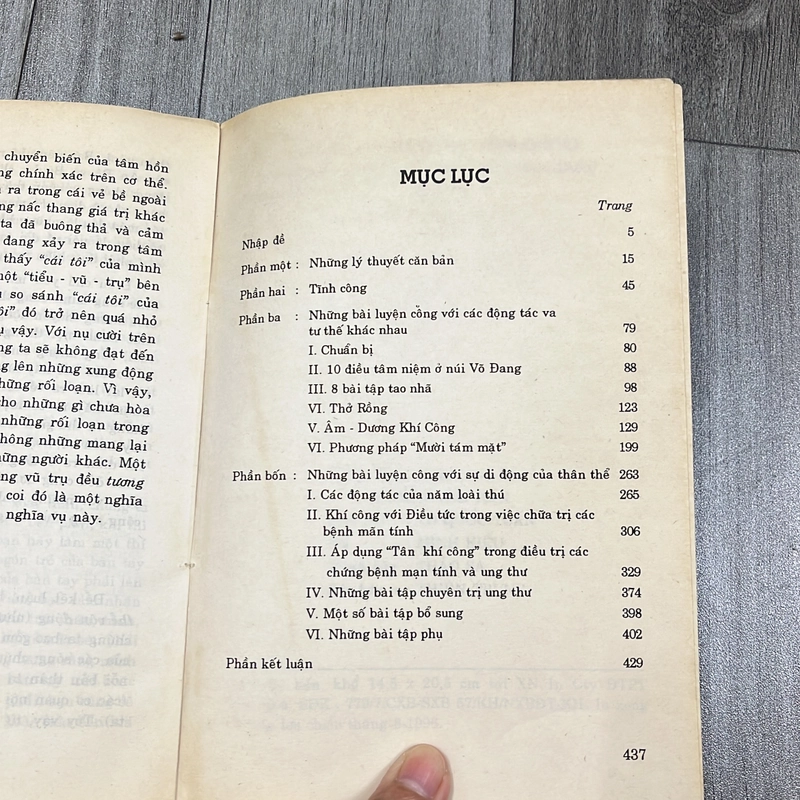 chuyển biến của tâm hồn
chính xác trên cơ thể.
ra trong cái vẻ bề ngoài
nấc thang giá trị khác
ta đã buông thả và cảm
đang xảy ra trong tâm
thấy “cái tôi” của mình
một “tiểu - vũ - trụ” bên
so sánh “cái tôi” của
đó trở nên quá nhỏ
vậy. Với nụ cười trên
ta sẽ không đạt đến
lên những xung động
những rối loạn. Vì vậy,
cho những gì chưa hòa
những rối loạn trong
không những mang lại
những người khác. Một
vũ trụ đều tương
coi đó là một nghĩa
nghĩa vụ này.
MỤC LỤC
Trang
Nhập đề 5
Phần một : Những lý thuyết căn bản 15
Phần hai : Tĩnh công 45
Phần ba : Những bài luyện công với các động tác va
tư thế khác nhau 79
I. Chuẩn bị 80
II. 10 điều tâm niệm ở núi Võ Đang 88
III. 8 bài tập tao nhã 98
VI. Thở Rồng 123
V. Âm - Dương Khí Công 129
VI. Phương pháp “Mười tám mặt” 199
Phần bốn : Những bài luyện công với sự di động của thân thể 263
I. Các động tác của năm loài thú 265
II. Khí công với Điều tức trong việc chữa trị các
bệnh mãn tính 306
III. Áp dụng “Tân khí công” trong điều trị các
chứng bệnh mạn tính và ung thư 329
IV. Những bài tập chuyên trị ung thư 374
V. Một số bài tập bổ sung 398
VI. Những bài tập phụ 402
Phần kết luận 429
437